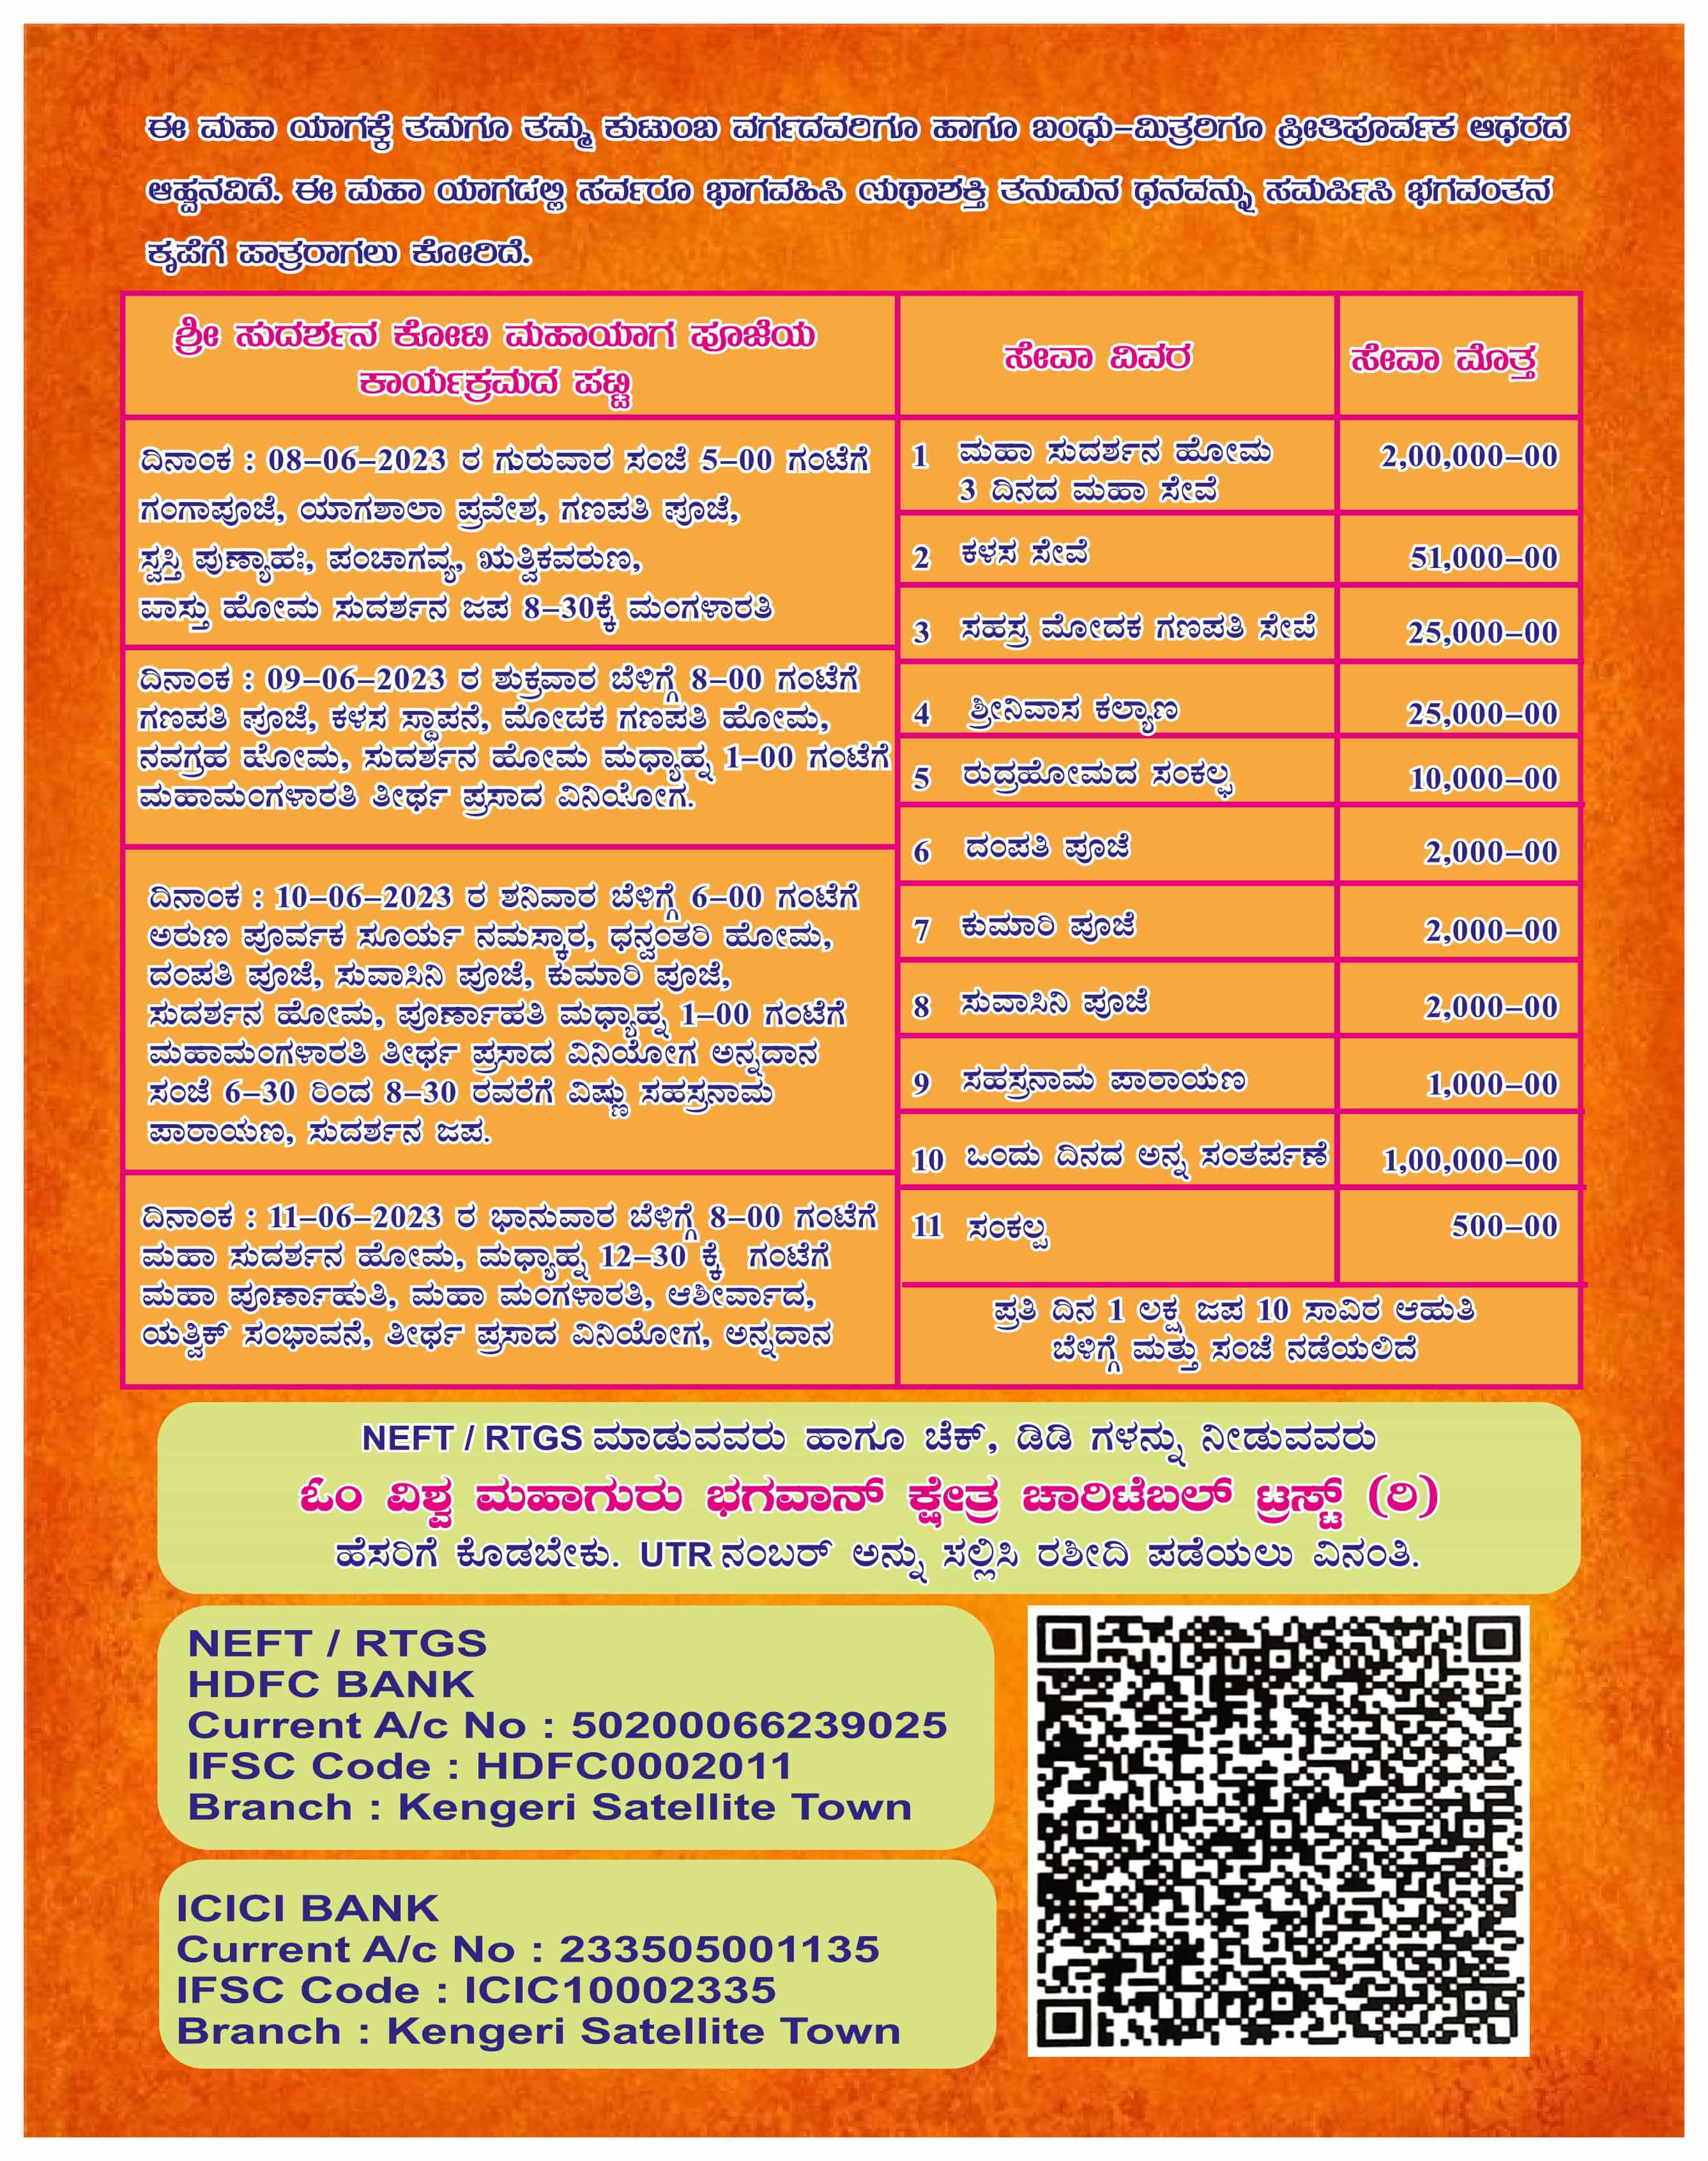 ಈ ಮಹಾ ಯಾಗಕ್ಕೆ ತಮಗೂ ತಮ್ಮ ಕುಟುಂಬ ವರ್ಗದವರಿಗೂ ಹಾಗೂ ಬಂಧು–ಮಿತ್ರರಿಗೂ ಪ್ರೀತಿಪೂರ್ವಕ ಆಧರದ
ಆಹ್ವನವಿದೆ. ಈ ಮಹಾ ಯಾಗದಲ್ಲಿ ಸರ್ವರೂ ಭಾಗವಹಿಸಿ ಯಥಾಶಕ್ತಿ ತನುಮನ ಧನವನ್ನು ಸಮರ್ಪಿಸಿ ಭಗವಂತನ
ಕೃಪೆಗೆ ಪಾತ್ರರಾಗಲು ಕೋರಿದೆ.
ಶ್ರೀ ಸುದರ್ಶನ ಕೋಟಿ ಮಹಾಯಾಗ ಪೂಜೆಯ
ಕಾರ್ಯಕ್ರಮದ ಪಟ್ಟಿ
ದಿನಾಂಕ : 08–06–2023 ರ ಗುರುವಾರ ಸಂಜೆ 5–00 ಗಂಟೆಗೆ
ಗಂಗಾಪೂಜೆ, ಯಾಗಶಾಲಾ ಪ್ರವೇಶ, ಗಣಪತಿ ಪೂಜೆ,
ಸ್ವಸ್ತಿ ಪುಣ್ಯಾಹಃ, ಪಂಚಾಗವ್ಯ, ಋತ್ವಿಕವರುಣ,
ವಾಸ್ತು ಹೋಮ ಸುದರ್ಶನ ಜಪ 8–30ಕ್ಕೆ ಮಂಗಳಾರತಿ
ದಿನಾಂಕ : 09–06–2023 ರ ಶುಕ್ರವಾರ ಬೆಳಿಗ್ಗೆ 8–00 ಗಂಟೆಗೆ
ಗಣಪತಿ ಪೂಜೆ, ಕಳಸ ಸ್ಥಾಪನೆ, ಮೋದಕ ಗಣಪತಿ ಹೋಮ,
ನವಗ್ರಹ ಹೋಮ, ಸುದರ್ಶನ ಹೋಮ ಮಧ್ಯಾಹ್ನ 1–00 ಗಂಟೆಗೆ
ಮಹಾಮಂಗಳಾರತಿ ತೀರ್ಥ ಪ್ರಸಾದ ವಿನಿಯೋಗ.
ದಿನಾಂಕ : 10–06–2023 ರ ಶನಿವಾರ ಬೆಳಿಗ್ಗೆ 6–00 ಗಂಟೆಗೆ
ಅರುಣ ಪೂರ್ವಕ ಸೂರ್ಯ ನಮಸ್ಕಾರ, ಧನ್ವಂತರಿ ಹೋಮ,
ದಂಪತಿ ಪೂಜೆ, ಸುವಾಸಿನಿ ಪೂಜೆ, ಕುಮಾರಿ ಪೂಜೆ,
ಸುದರ್ಶನ ಹೋಮ, ಪೂರ್ಣಾಹತಿ ಮಧ್ಯಾಹ್ನ 1–00 ಗಂಟೆಗೆ
ಮಹಾಮಂಗಳಾರತಿ ತೀರ್ಥ ಪ್ರಸಾದ ವಿನಿಯೋಗ ಅನ್ನದಾನ
ಸಂಜೆ 6–30 ರಿಂದ 8–30 ರವರೆಗೆ ವಿಷ್ಣು ಸಹಸ್ರನಾಮ
ಪಾರಾಯಣ, ಸುದರ್ಶನ ಜಪ.
ದಿನಾಂಕ : 11–06–2023 ರ ಭಾನುವಾರ ಬೆಳಿಗ್ಗೆ 8–00 ಗಂಟೆಗೆ
ಮಹಾ ಸುದರ್ಶನ ಹೋಮ, ಮಧ್ಯಾಹ್ನ 12–30 ಕ್ಕೆ ಗಂಟೆಗೆ
ಮಹಾ ಪೂರ್ಣಾಹುತಿ, ಮಹಾ ಮಂಗಳಾರತಿ, ಆಶೀರ್ವಾದ,
ಯತ್ವಿಕ್ ಸಂಭಾವನೆ, ತೀರ್ಥ ಪ್ರಸಾದ ವಿನಿಯೋಗ, ಅನ್ನದಾನ
ಸೇವಾ ವಿವರ ಸೇವಾ ಮೊತ್ತ
1 ಮಹಾ ಸುದರ್ಶನ ಹೋಮ 2,00,000–00
3 ದಿನದ ಮಹಾ ಸೇವೆ
2 ಕಳಸ ಸೇವೆ 51,000–00
3 ಸಹಸ್ರ ಮೋದಕ ಗಣಪತಿ ಸೇವೆ 25,000–00
4 ಶ್ರೀನಿವಾಸ ಕಲ್ಯಾಣ 25,000–00
5 ರುದ್ರಹೋಮದ ಸಂಕಲ್ಪ 10,000–00
6 ದಂಪತಿ ಪೂಜೆ 2,000–00
7 ಕುಮಾರಿ ಪೂಜೆ 2,000–00
8 ಸುವಾಸಿನಿ ಪೂಜೆ 2,000–00
9 ಸಹಸ್ರನಾಮ ಪಾರಾಯಣ 1,000–00
10 ಒಂದು ದಿನದ ಅನ್ನ ಸಂತರ್ಪಣೆ 1,00,000–00
11 ಸಂಕಲ್ಪ 500–00
ಪ್ರತಿ ದಿನ 1 ಲಕ್ಷ ಜಪ 10 ಸಾವಿರ ಆಹುತಿ
ಬೆಳಿಗ್ಗೆ ಮತ್ತು ಸಂಜೆ ನಡೆಯಲಿದೆ
NEFT / RTGS ಮಾಡುವವರು ಹಾಗೂ ಚೆಕ್, ಡಿಡಿ ಗಳನ್ನು ನೀಡುವವರು
ಓಂ ವಿಶ್ವ ಮಹಾಗುರು ಭಗವಾನ್ ಕ್ಷೇತ್ರ ಚಾರಿಟೆಬಲ್ ಟ್ರಸ್ಟ್ (ರಿ)
ಹೆಸರಿಗೆ ಕೊಡಬೇಕು. UTR ನಂಬರ್ ಅನ್ನು ಸಲ್ಲಿಸಿ ರಶೀದಿ ಪಡೆಯಲು ವಿನಂತಿ.
NEFT / RTGS
HDFC BANK
Current A/c No : 50200066239025
IFSC Code : HDFC0002011
Branch : Kengeri Satellite Town
ICICI BANK
Current A/c No : 233505001135
IFSC Code : ICIC10002335
Branch : Kengeri Satellite Town